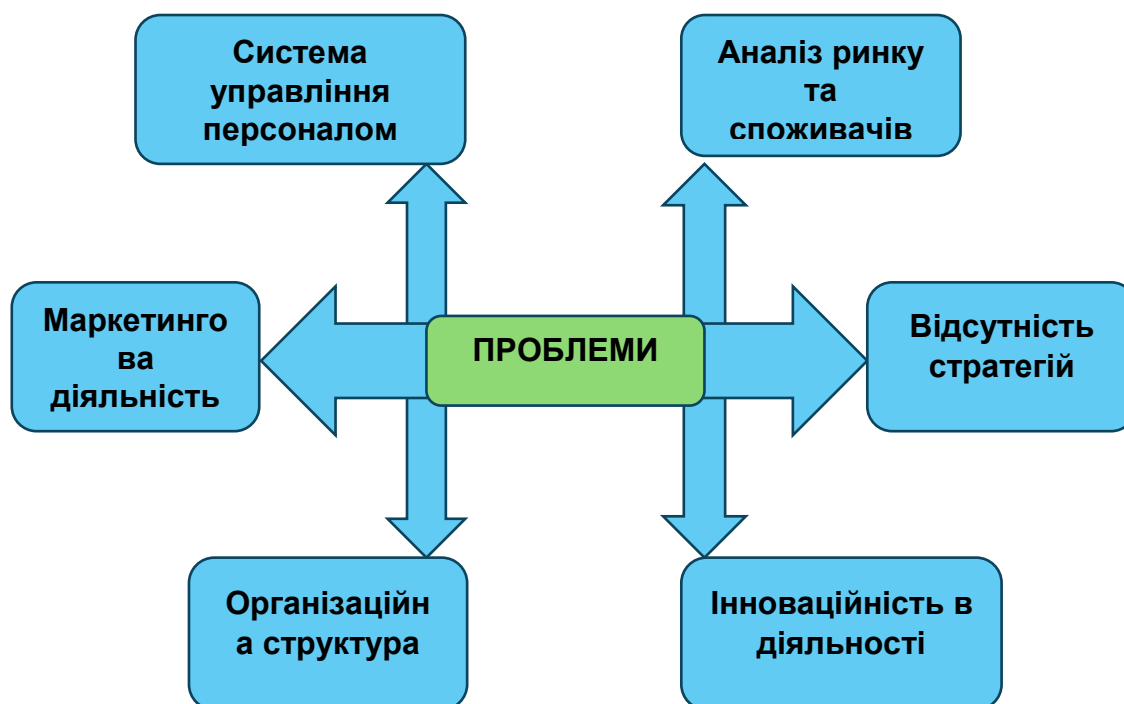 Система
управління
персоналом
Аналіз ринку
та
споживачів
Маркетинго
ва
діяльність
ПРОБЛЕМИ
Відсутність
стратегій
Організаційн
а структура
Інноваційність в
діяльності